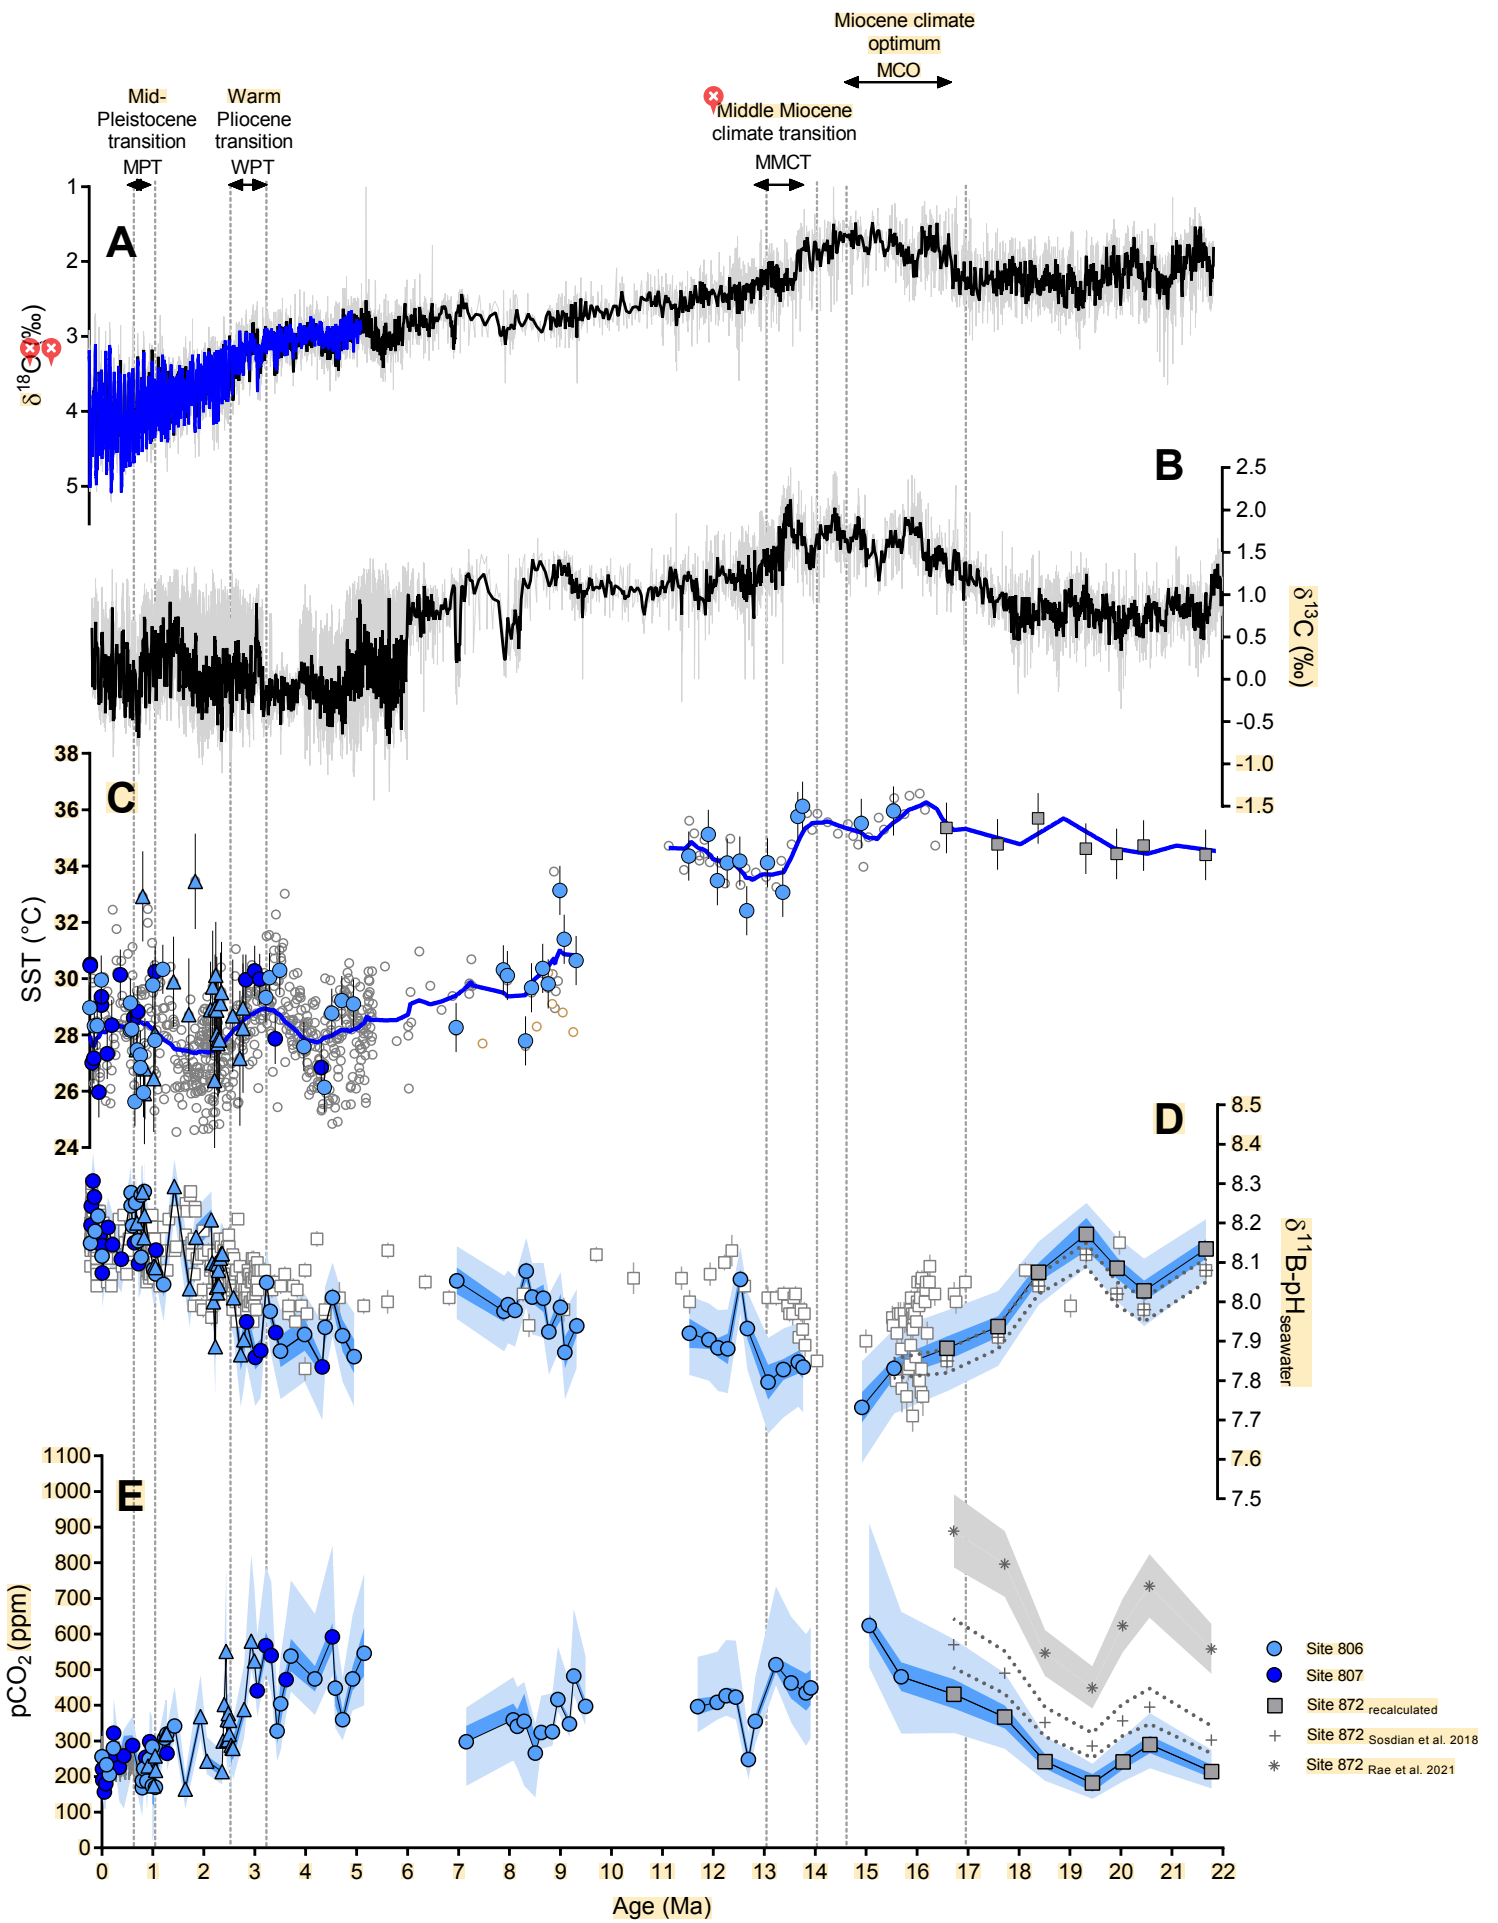 Miocene climate
optimum
MCO
Mid-
Pleistocene
transition
MPT
Warm
Pliocene
transition
WPT
Middle Miocene
climate transition
MMCT
A
1
2
3
4
5
δ18C (‰)
B
2.5
2.0
1.5
1.0
0.5
0.0
-0.5
-1.0
-1.5
δ13C (‰)
C
38
36
34
32
30
28
26
24
SST (°C)
D
8.5
8.4
8.3
8.2
8.1
8.0
7.9
7.8
7.7
7.6
7.5
δ11B-pHseawater
E
1100
1000
900
800
700
600
500
400
300
200
100
0
pCO2 (ppm)
0 1 2 3 4 5 6 7 8 9 10 11 12 13 14 15 16 17 18 19 20 21 22
Age (Ma)
Site 806
Site 807
Site 872 recalculated
Site 872 Sosdian et al. 2018
Site 872 Rae et al. 2021